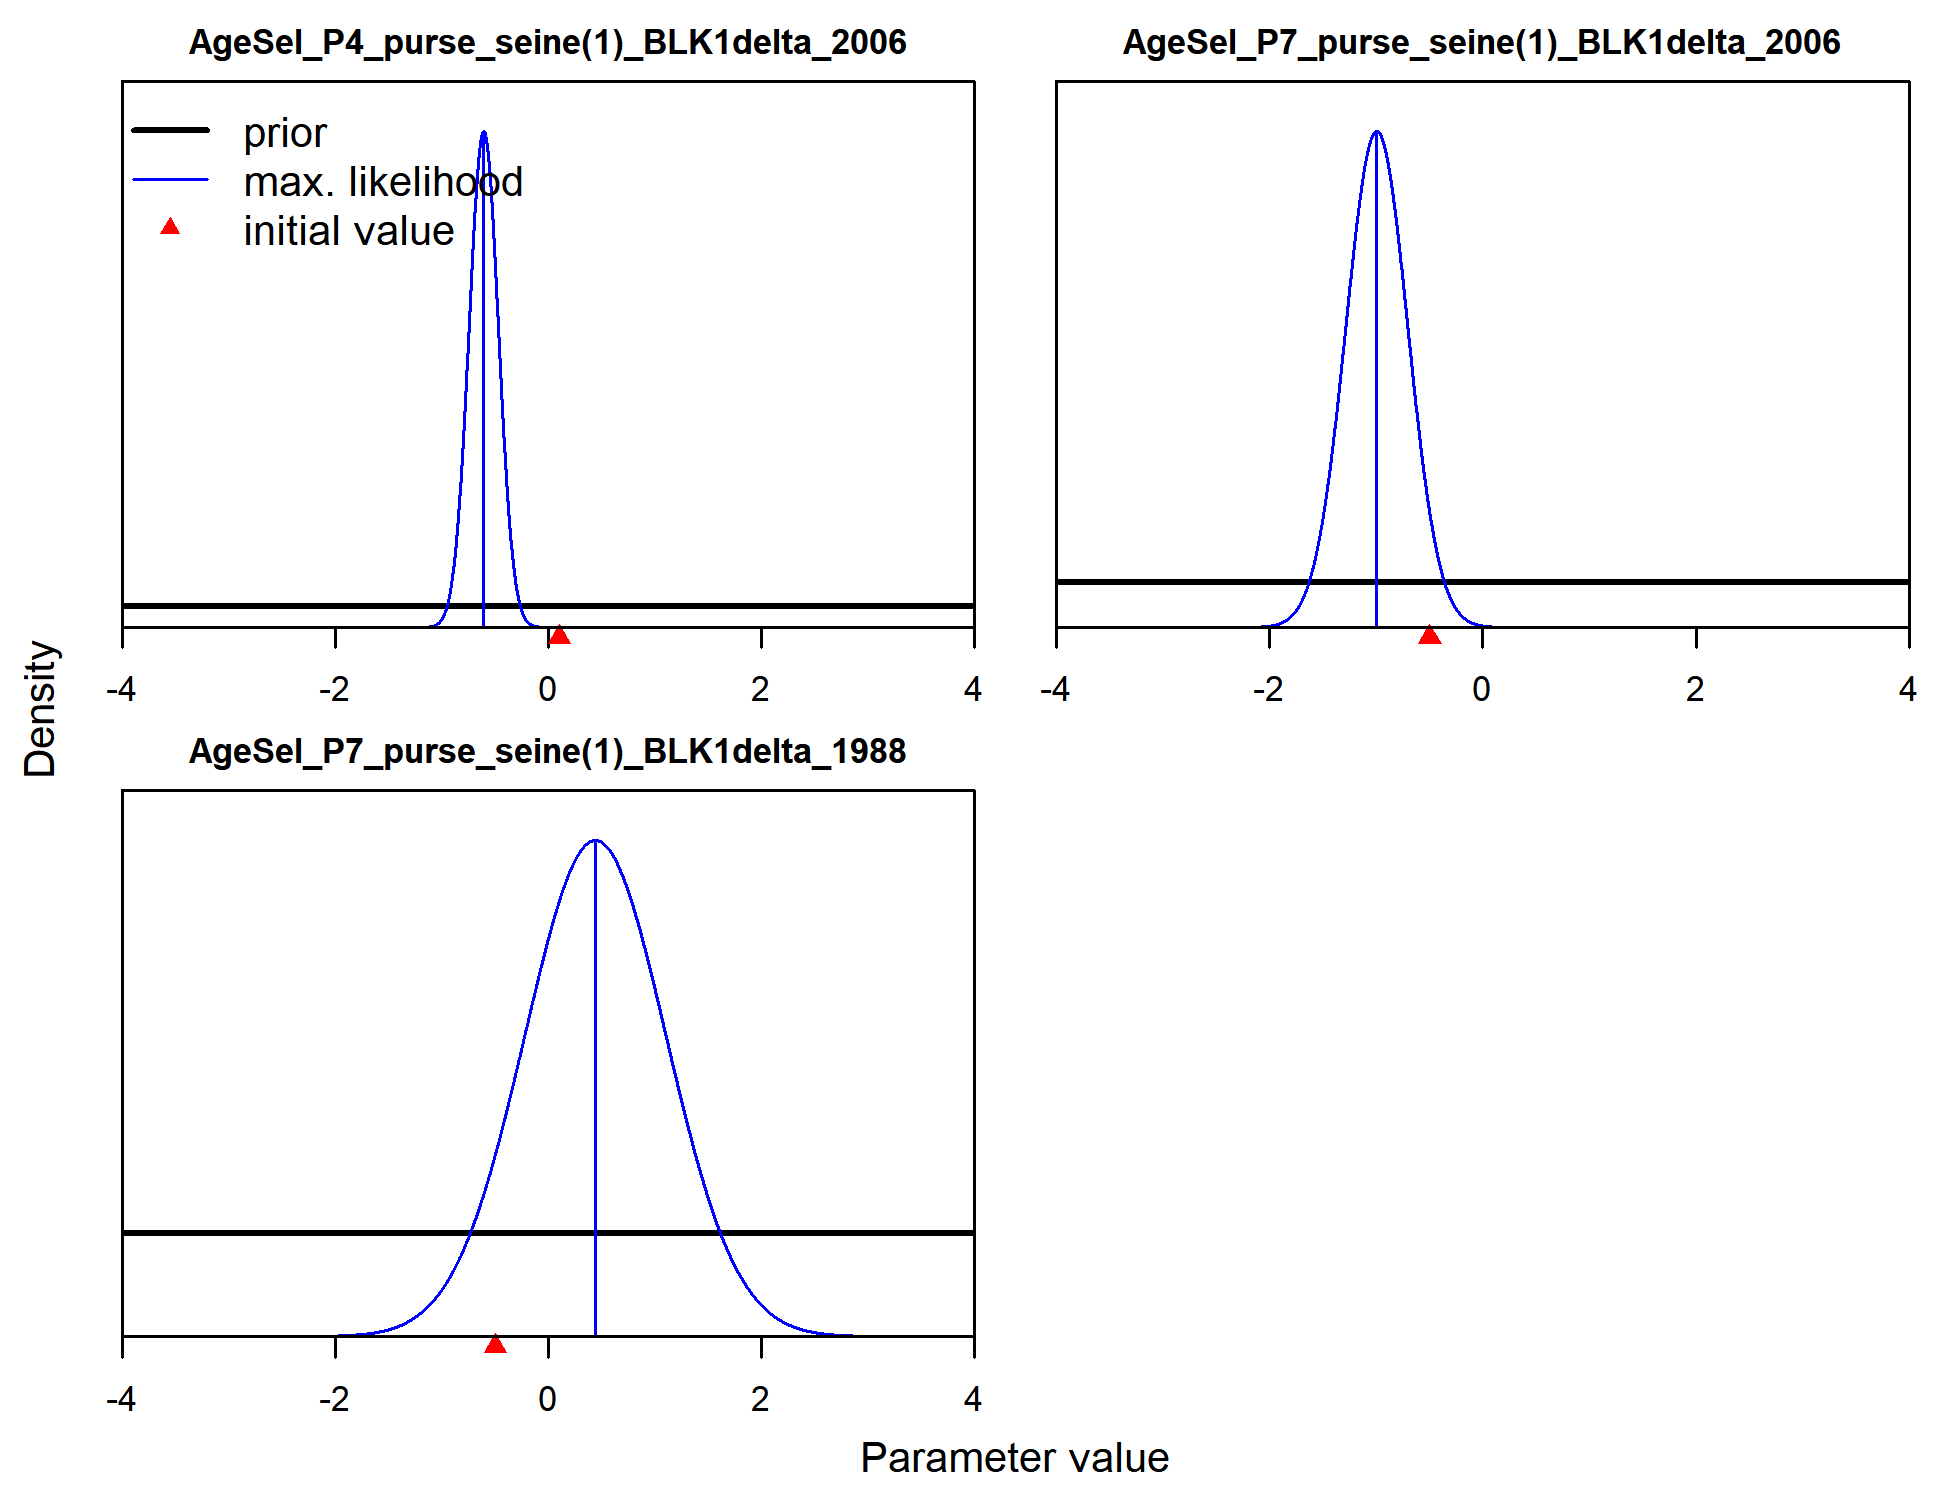 AgeSel_P4_purse_seine(1)_BLK1delta_2006
prior
max. likelihood
initial value
-4 -2 0 2 4
AgeSel_P7_purse_seine(1)_BLK1delta_2006
-4 -2 0 2 4
AgeSel_P7_purse_seine(1)_BLK1delta_1988
-4 -2 0 2 4
Density
Parameter value